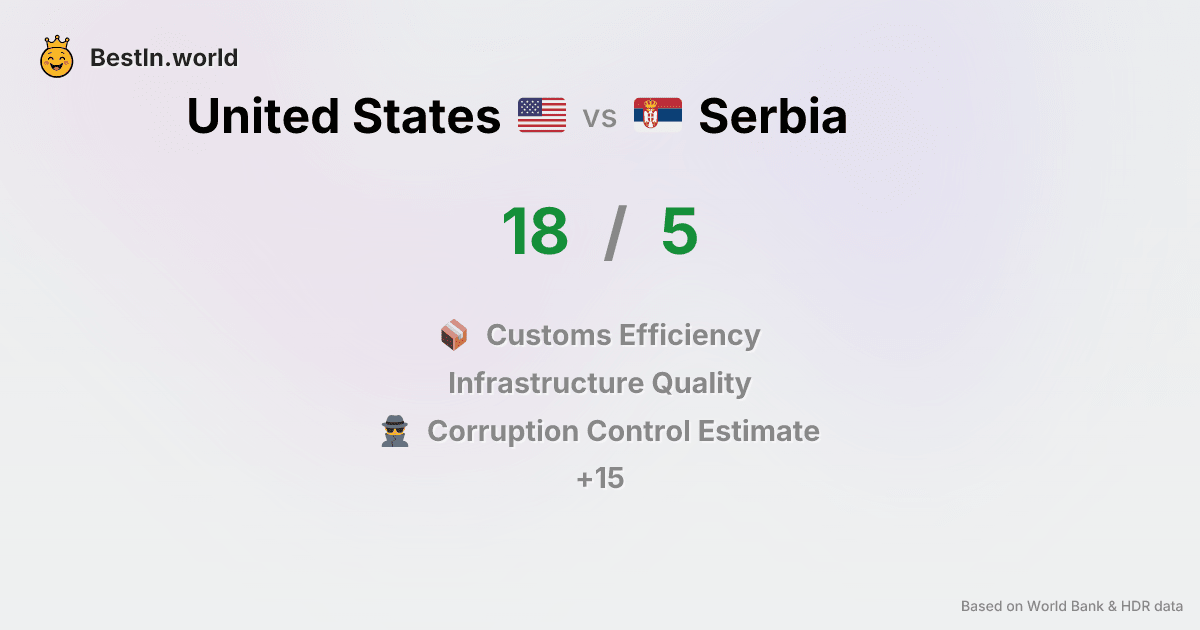 BestIn.world
United States vs Serbia
18 / 5
Customs Efficiency
Infrastructure Quality
Corruption Control Estimate
+15
Based on World Bank & HDR data